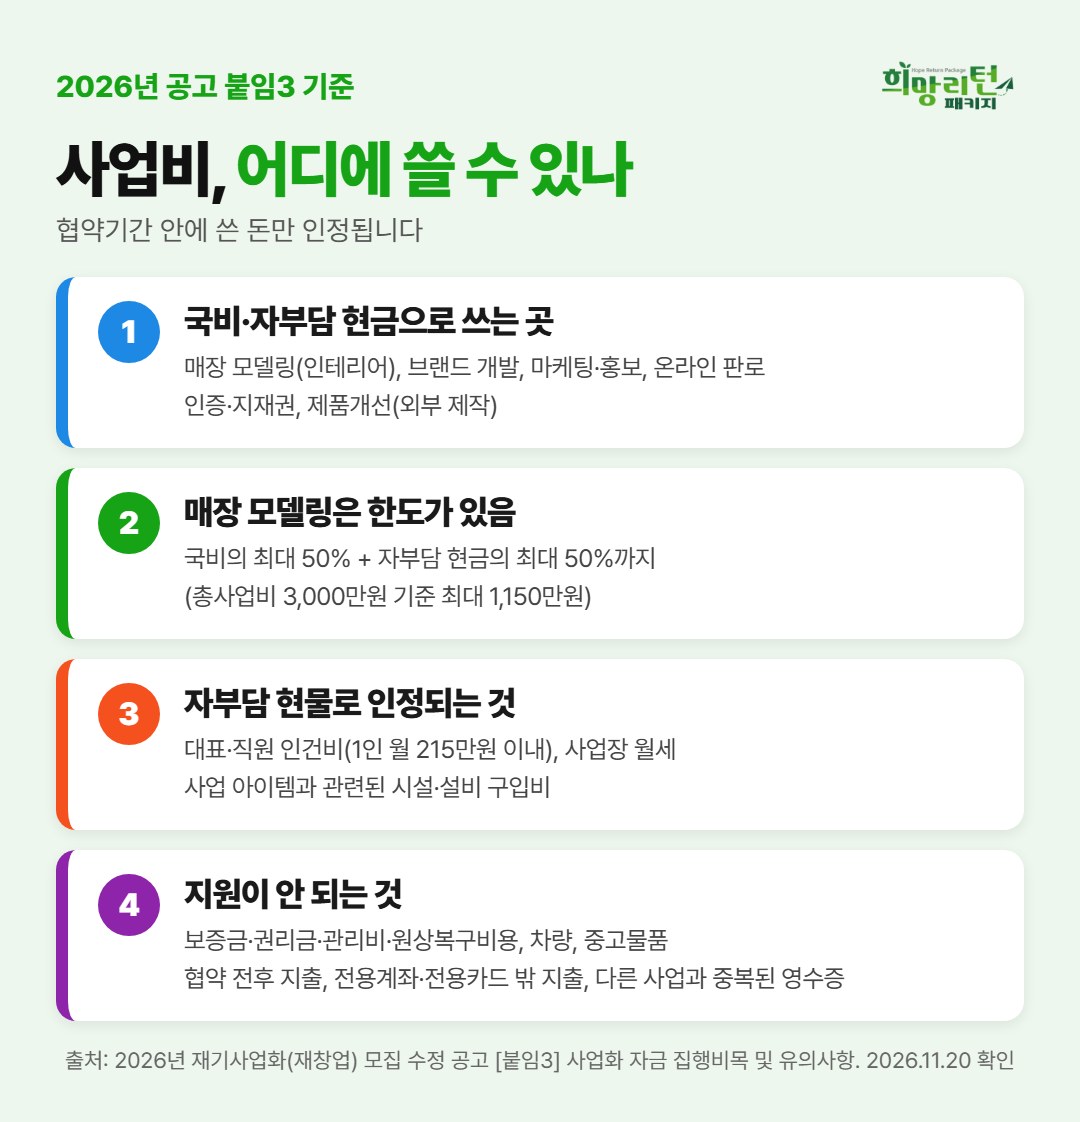 2026년 공고 붙임3 기준
Hope Return Package
희망리턴
패키지
사업비, 어디에 쓸 수 있나
협약기간 안에 쓴 돈만 인정됩니다
1
국비·자부담 현금으로 쓰는 곳
매장 모델링(인테리어), 브랜드 개발, 마케팅·홍보, 온라인 판로
인증·지재권, 제품개선(외부 제작)
2
매장 모델링은 한도가 있음
국비의 최대 50% + 자부담 현금의 최대 50%까지
(총사업비 3,000만원 기준 최대 1,150만원)
3
자부담 현물로 인정되는 것
대표·직원 인건비(1인 월 215만원 이내), 사업장 월세
사업 아이템과 관련된 시설·설비 구입비
4
지원이 안 되는 것
보증금·권리금·관리비·원상복구비용, 차량, 중고물품
협약 전후 지출, 전용계좌·전용카드 밖 지출, 다른 사업과 중복된 영수증
출처: 2026년 재기사업화(재창업) 모집 수정 공고 [붙임3] 사업화 자금 집행비목 및 유의사항. 2026.11.20 확인